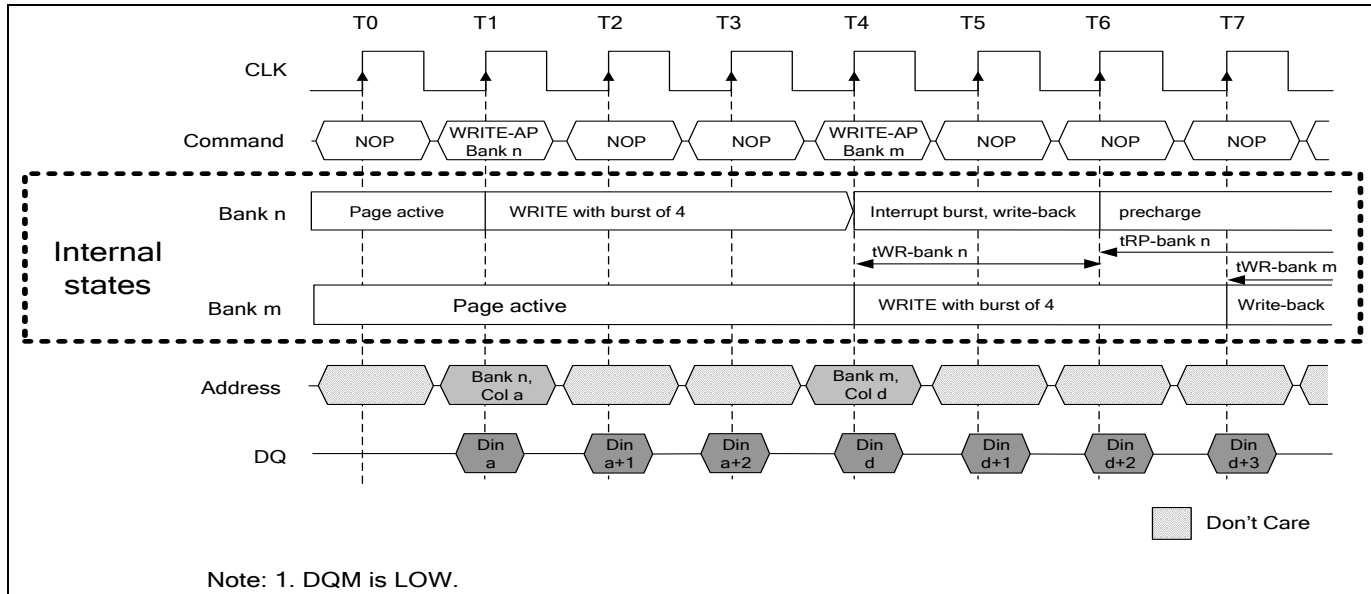 T0 T1 T2 T3 T4 T5 T6 T7
CLK
Command NOP WRITE-AP Bank n NOP NOP WRITE-AP Bank m NOP NOP NOP
Internal states
Bank n Page active WRITE with burst of 4 Interrupt burst, write-back precharge
tWR-bank n tRP-bank n
tWR-bank m
Bank m Page active WRITE with burst of 4 Write-back
Address Bank n, Col a Bank m, Col d
DQ Din a Din a+1 Din a+2 Din d Din d+1 Din d+2 Din d+3
Don't Care
Note: 1. DQM is LOW.